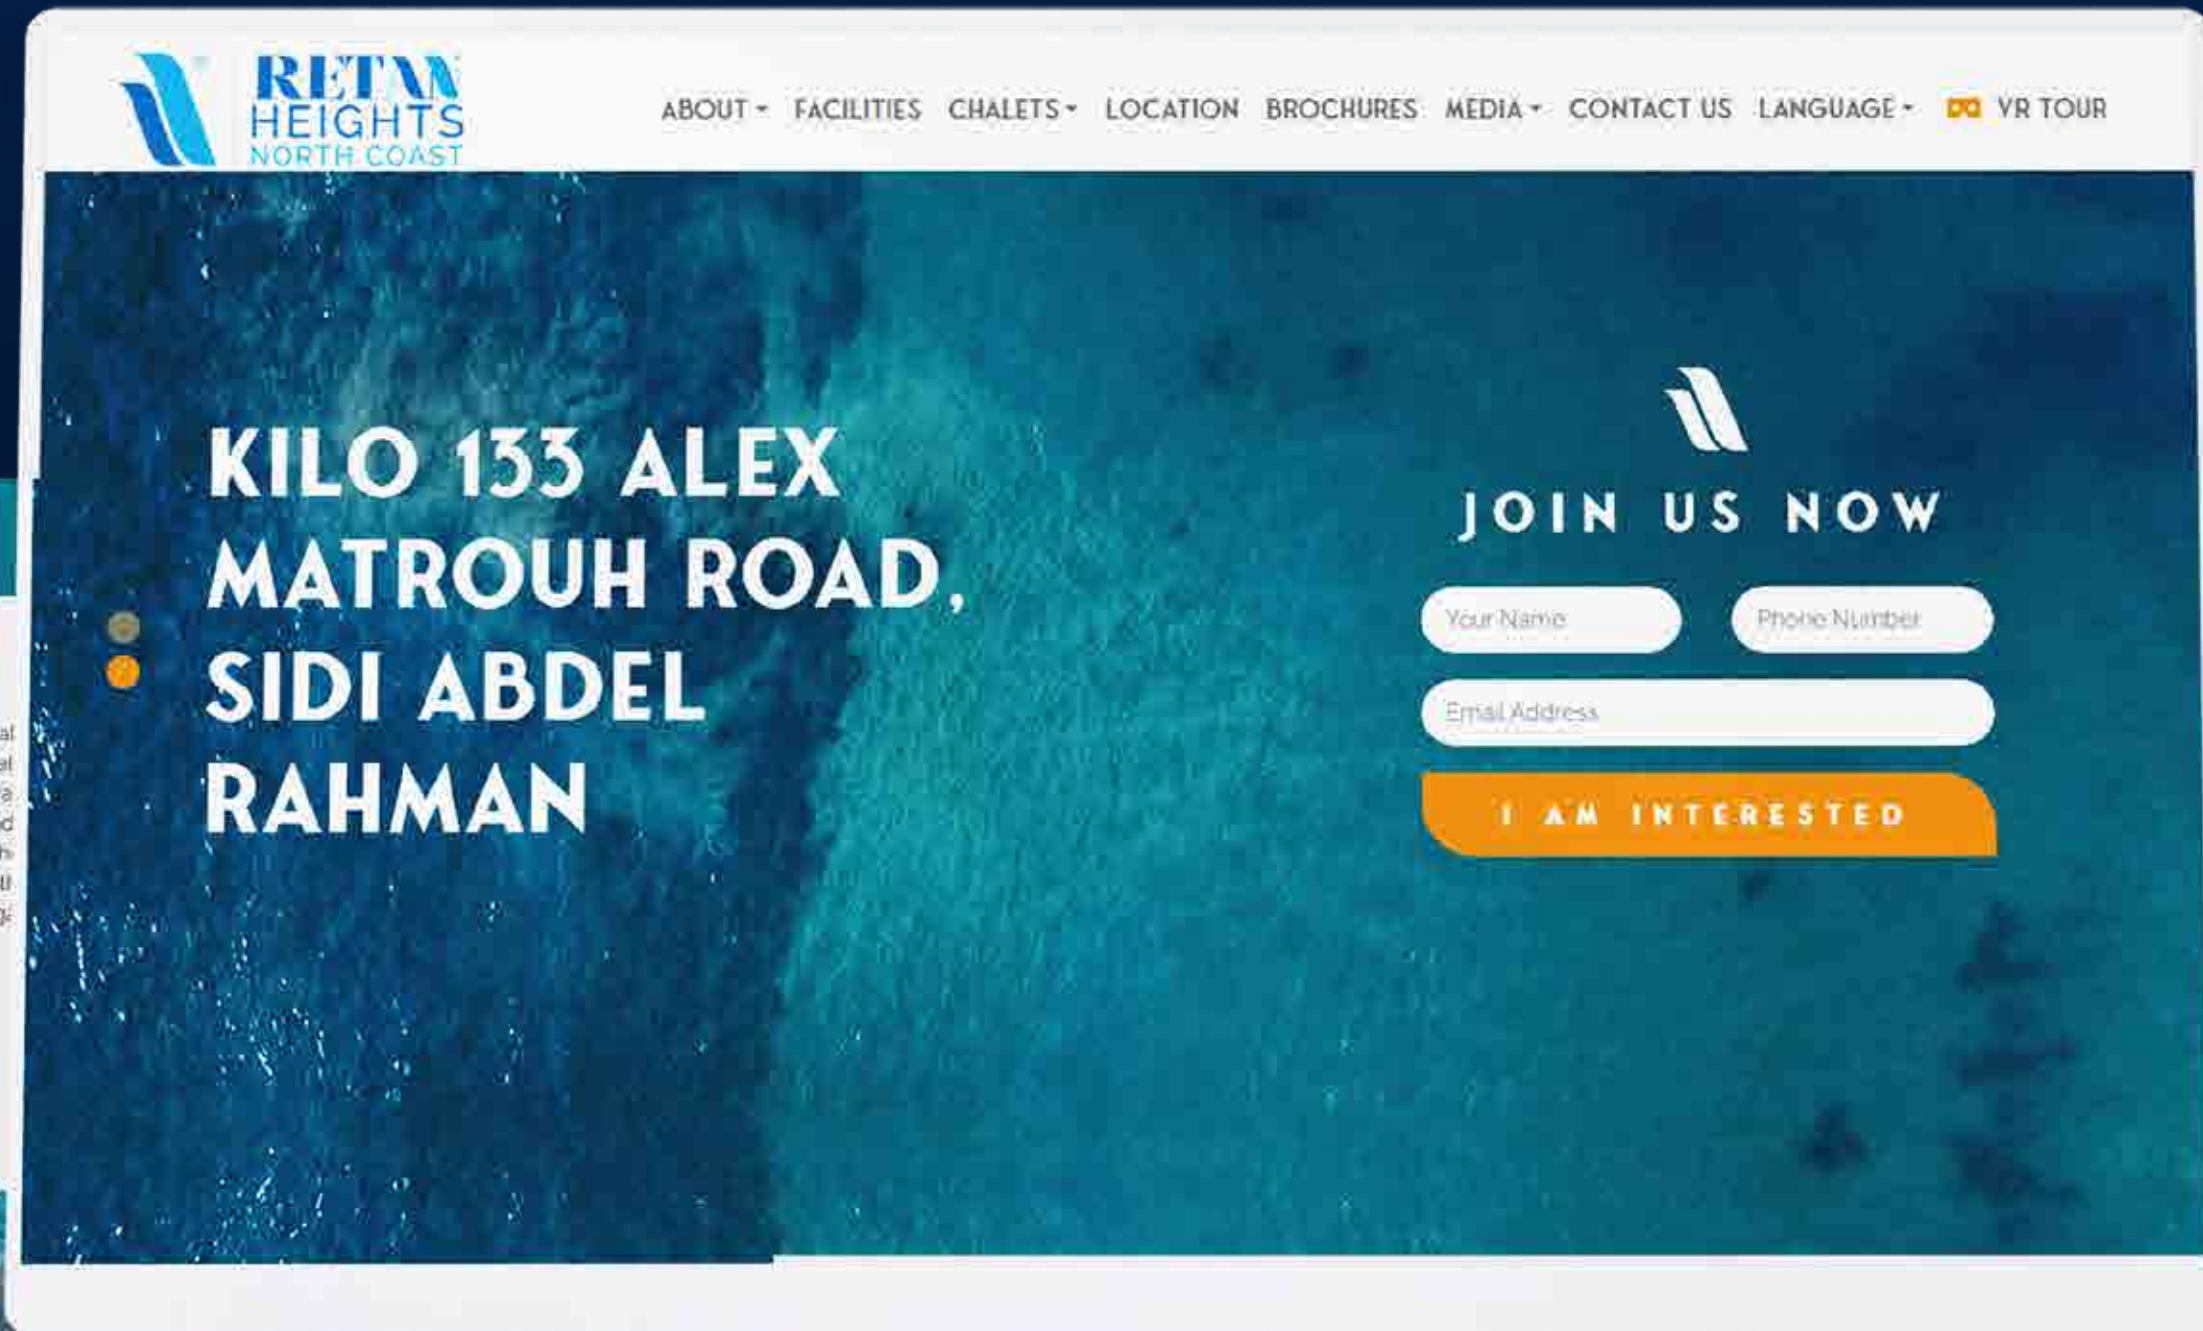 RETAN
HEIGHTS
NORTH COAST
ABOUT FACILITIES CHALETS LOCATION BROCHURES MEDIA CONTACT US LANGUAGE VR TOUR
KILO 133 ALEX
MATROUH ROAD,
SIDI ABDEL
RAHMAN
JOIN US NOW
Your Name Phone Number
Email Address
I AM INTERESTED